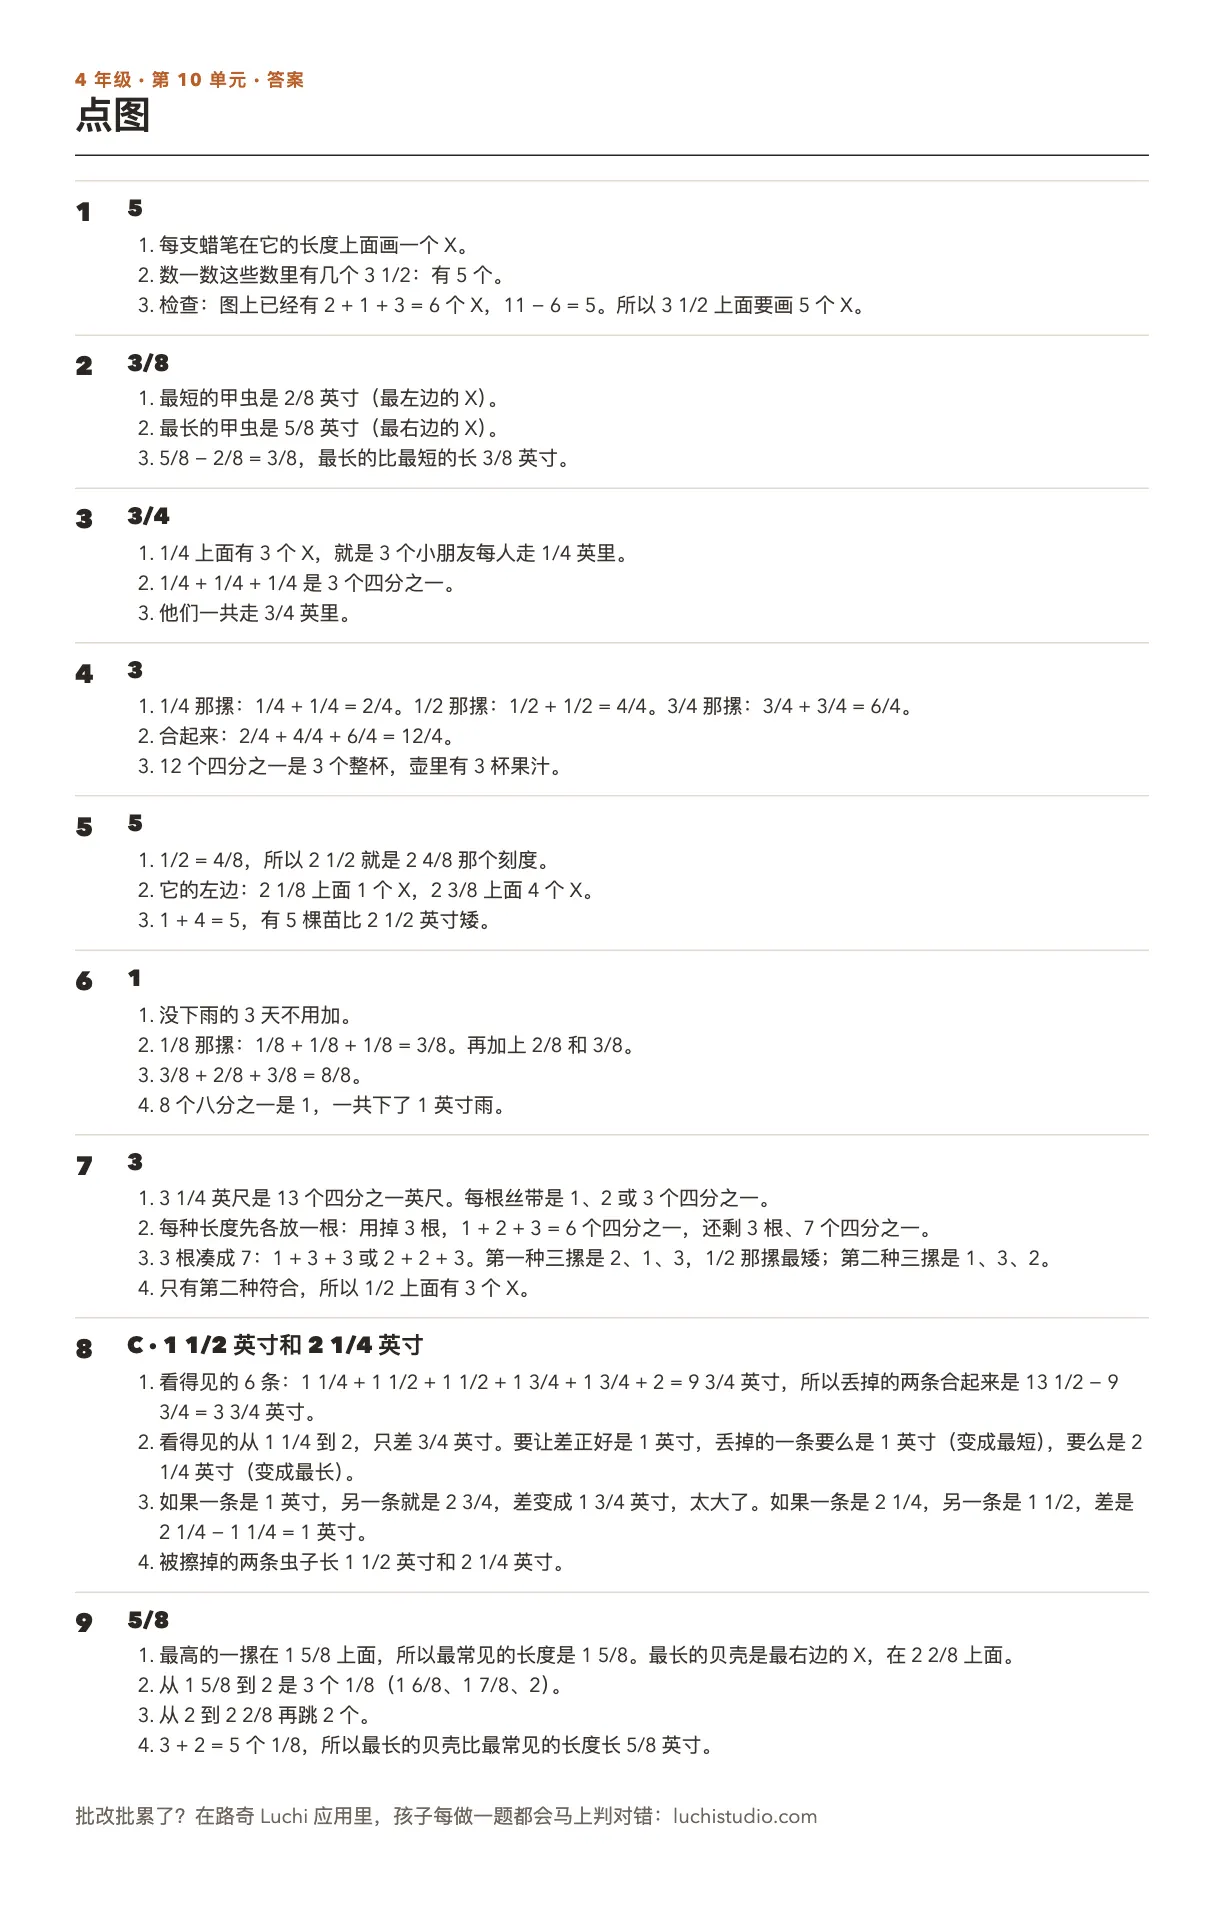 4 年级 · 第 10 单元 · 答案
点图
1 5
1. 每支蜡笔在它的长度上面画一个 X。
2. 数一数这些数里有几个 3 1/2：有 5 个。
3. 检查：图上已经有 2 + 1 + 3 = 6 个 X，11 − 6 = 5。所以 3 1/2 上面要画 5 个 X。
2 3/8
1. 最短的甲虫是 2/8 英寸（最左边的 X）。
2. 最长的甲虫是 5/8 英寸（最右边的 X）。
3. 5/8 − 2/8 = 3/8，最长的比最短的长 3/8 英寸。
3 3/4
1. 1/4 上面有 3 个 X，就是 3 个小朋友每人走 1/4 英里。
2. 1/4 + 1/4 + 1/4 是 3 个四分之一。
3. 他们一共走 3/4 英里。
4 3
1. 1/4 那摞：1/4 + 1/4 = 2/4。1/2 那摞：1/2 + 1/2 = 4/4。3/4 那摞：3/4 + 3/4 = 6/4。
2. 合起来：2/4 + 4/4 + 6/4 = 12/4。
3. 12 个四分之一是 3 个整杯，壶里有 3 杯果汁。
5 5
1. 1/2 = 4/8，所以 2 1/2 就是 2 4/8 那个刻度。
2. 它的左边：2 1/8 上面 1 个 X，2 3/8 上面 4 个 X。
3. 1 + 4 = 5，有 5 棵苗比 2 1/2 英寸矮。
6 1
1. 没下雨的 3 天不用加。
2. 1/8 那摞：1/8 + 1/8 + 1/8 = 3/8。再加上 2/8 和 3/8。
3. 3/8 + 2/8 + 3/8 = 8/8。
4. 8 个八分之一是 1，一共下了 1 英寸雨。
7 3
1. 3 1/4 英尺是 13 个四分之一英尺。每根丝带是 1、2 或 3 个四分之一。
2. 每种长度先各放一根：用掉 3 根，1 + 2 + 3 = 6 个四分之一，还剩 3 根、7 个四分之一。
3. 3 根凑成 7：1 + 3 + 3 或 2 + 2 + 3。第一种三摞是 2、1、3，1/2 那摞最矮；第二种三摞是 1、3、2。
4. 只有第二种符合，所以 1/2 上面有 3 个 X。
8 C · 1 1/2 英寸和 2 1/4 英寸
1. 看得见的 6 条：1 1/4 + 1 1/2 + 1 1/2 + 1 3/4 + 1 3/4 + 2 = 9 3/4 英寸，所以丢掉的两条合起来是 13 1/2 − 9
3/4 = 3 3/4 英寸。
2. 看得见的从 1 1/4 到 2，只差 3/4 英寸。要让差正好是 1 英寸，丢掉的一条要么是 1 英寸（变成最短），要么是 2
1/4 英寸（变成最长）。
3. 如果一条是 1 英寸，另一条就是 2 3/4，差变成 1 3/4 英寸，太大了。如果一条是 2 1/4，另一条是 1 1/2，差是
2 1/4 − 1 1/4 = 1 英寸。
4. 被擦掉的两条虫子长 1 1/2 英寸和 2 1/4 英寸。
9 5/8
1. 最高的一摞在 1 5/8 上面，所以最常见的长度是 1 5/8。最长的贝壳是最右边的 X，在 2 2/8 上面。
2. 从 1 5/8 到 2 是 3 个 1/8（1 6/8、1 7/8、2）。
3. 从 2 到 2 2/8 再跳 2 个。
4. 3 + 2 = 5 个 1/8，所以最长的贝壳比最常见的长度长 5/8 英寸。
批改批累了？在路奇 Luchi 应用里，孩子每做一题都会马上判对错：luchistudio.com